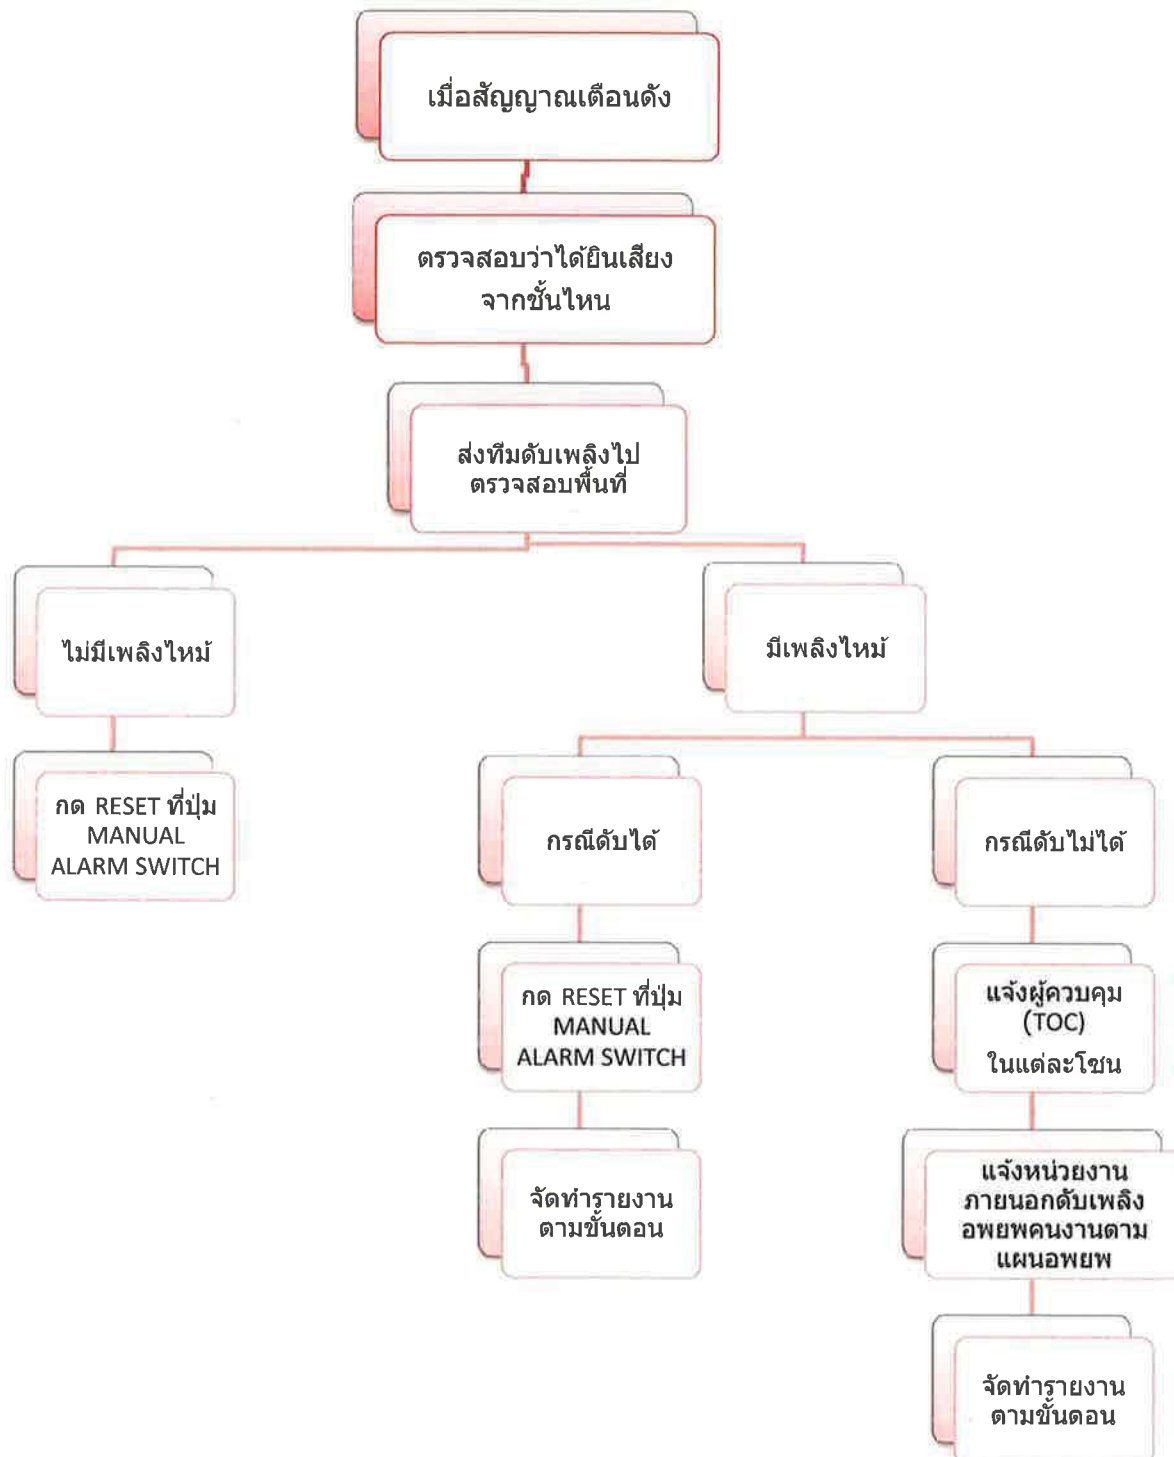 เมื่อสัญญาณเตือนดัง
ตรวจสอบว่าได้ยินเสียง
จากชั้นไหน
ส่งทีมดับเพลิงไป
ตรวจสอบพื้นที่
ไม่มีเพลิงไหม้
กด RESET ที่ปุ่ม
MANUAL
ALARM SWITCH
มีเพลิงไหม้
กรณีดับได้
กด RESET ที่ปุ่ม
MANUAL
ALARM SWITCH
จัดทำรายงาน
ตามขั้นตอน
กรณีดับไม่ได้
แจ้งผู้ควบคุม
(TOC)
ในแต่ละโซน
แจ้งหน่วยงาน
ภายนอกดับเพลิง
อพยพคนงานตาม
แผนอพยพ
จัดทำรายงาน
ตามขั้นตอน